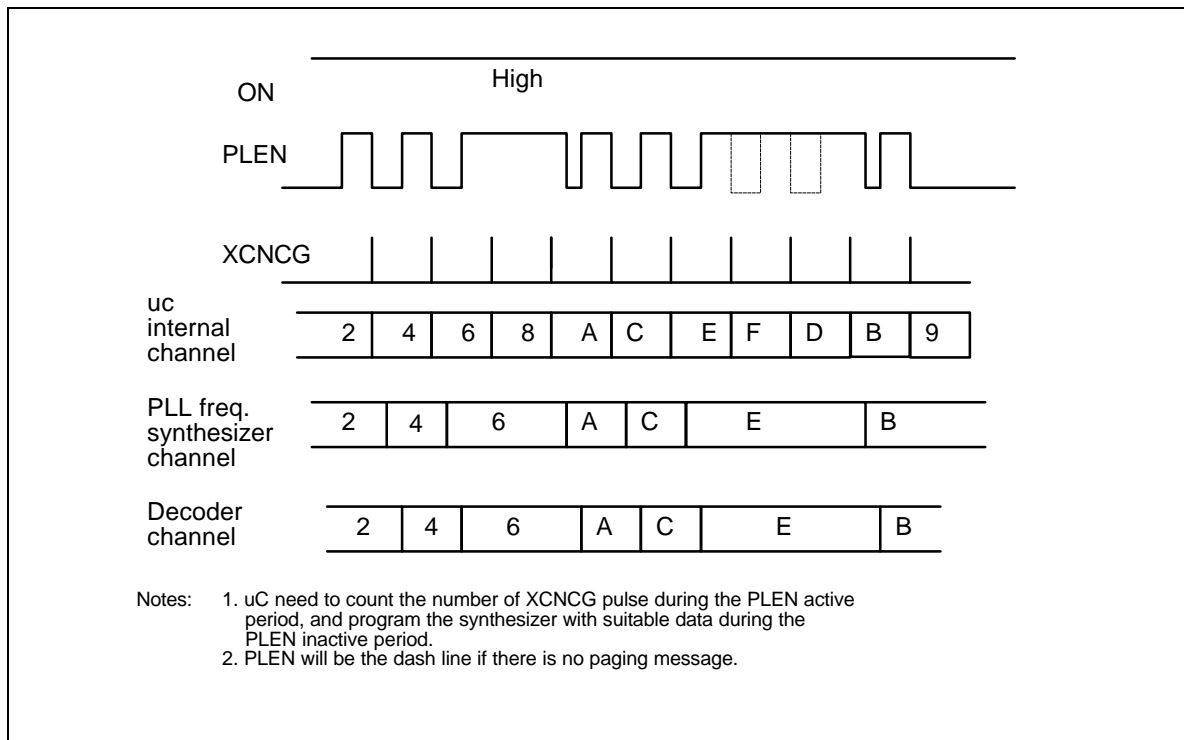 High
ON
PLEN
XCNCG
uc
internal
channel
2 4 6 8 A C E F D B 9
PLL freq.
synthesizer
channel
2 4 6 A C E B
Decoder
channel
2 4 6 A C E B
Notes: 1. uC need to count the number of XCNCG pulse during the PLEN active
period, and program the synthesizer with suitable data during the
PLEN inactive period.
2. PLEN will be the dash line if there is no paging message.